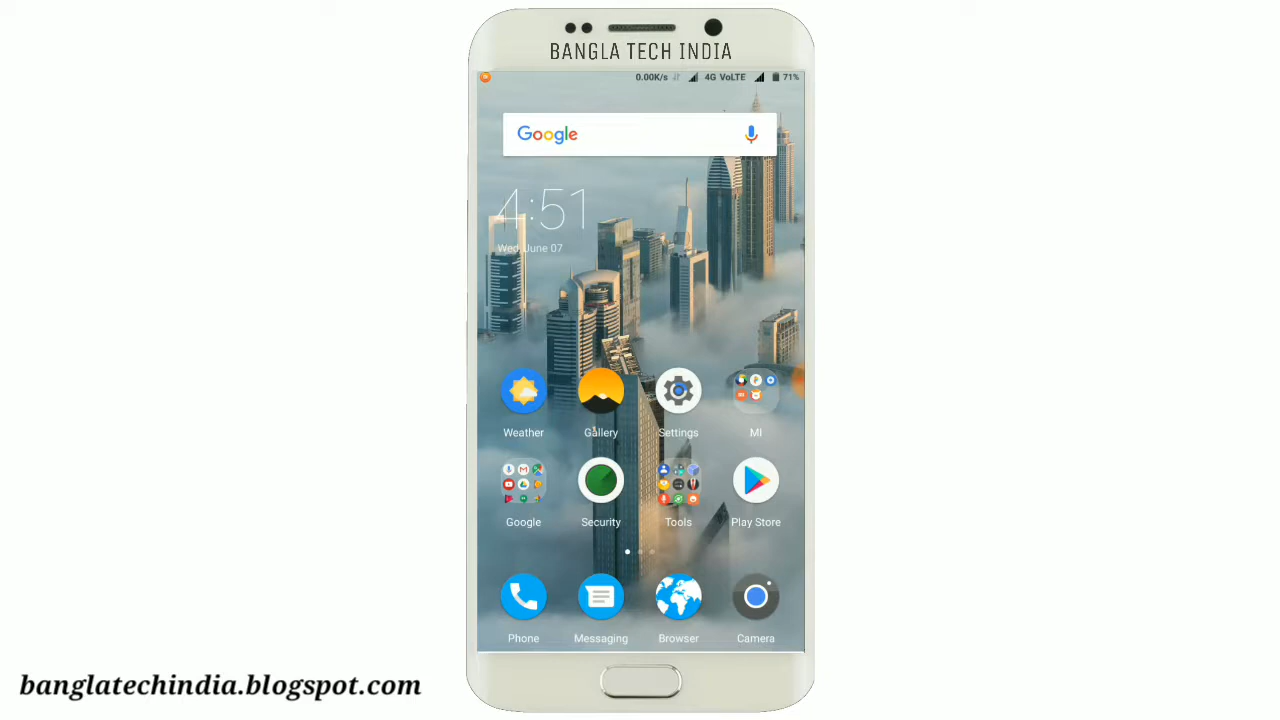 BANGLA TECH INDIA
0.00K/s 4G VoLTE 71%
Google
4:51
Wed June 07
Weather Gallery Settings MI
Google Security Tools Play Store
Phone Messaging Browser Camera
banglatechindia.blogspot.com